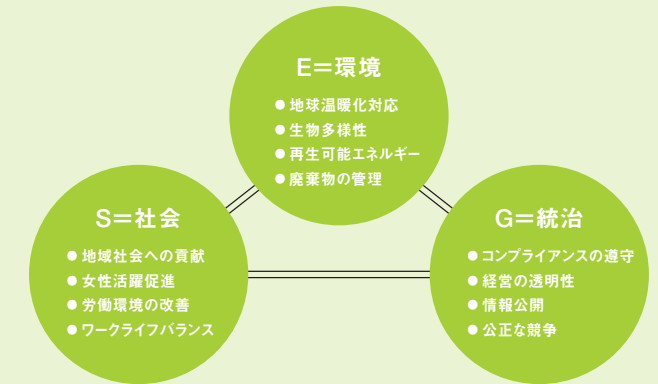 E＝環境
● 地球温暖化対応
● 生物多様性
● 再生可能エネルギー
● 廃棄物の管理
S＝社会
● 地域社会への貢献
● 女性活躍促進
● 労働環境の改善
● ワークライフバランス
G＝統治
● コンプライアンスの遵守
● 経営の透明性
● 情報公開
● 公正な競争